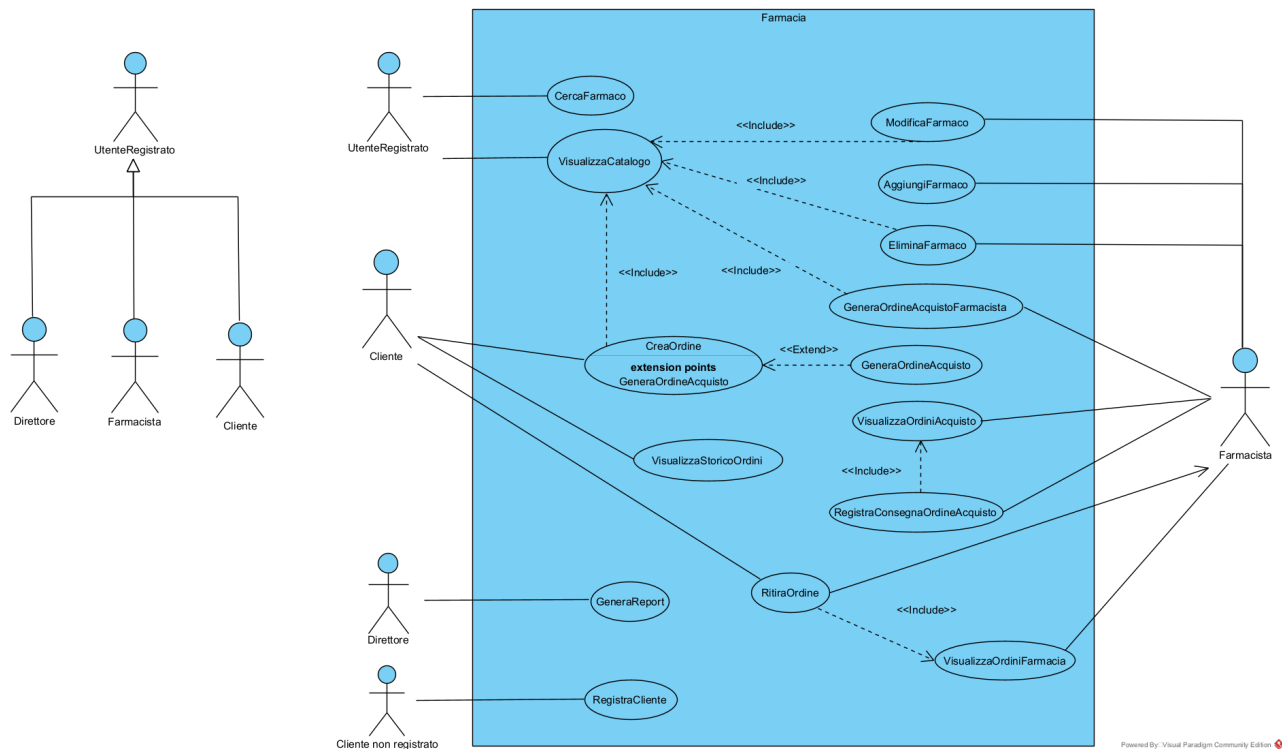 Farmacia
UtenteRegistrato
Direttore
Farmacista
Cliente
UtenteRegistrato
CercaFarmaco
VisualizzaCatalogo
<<Include>>
ModificaFarmaco
<<Include>>
AggiungiFarmaco
EliminaFarmaco
<<Include>>
<<Include>>
GeneraOrdineAcquistoFarmacista
Cliente
CreaOrdine
extension points
GeneraOrdineAcquisto
<<Extend>>
GeneraOrdineAcquisto
VisualizzaOrdiniAcquisto
<<Include>>
VisualizzaStoricoOrdini
RegistraConsegnaOrdineAcquisto
Farmacista
Direttore
GeneraReport
RitiraOrdine
<<Include>>
VisualizzaOrdiniFarmacia
Cliente non registrato
RegistraCliente
Powered By: Visual Paradigm Community Edition